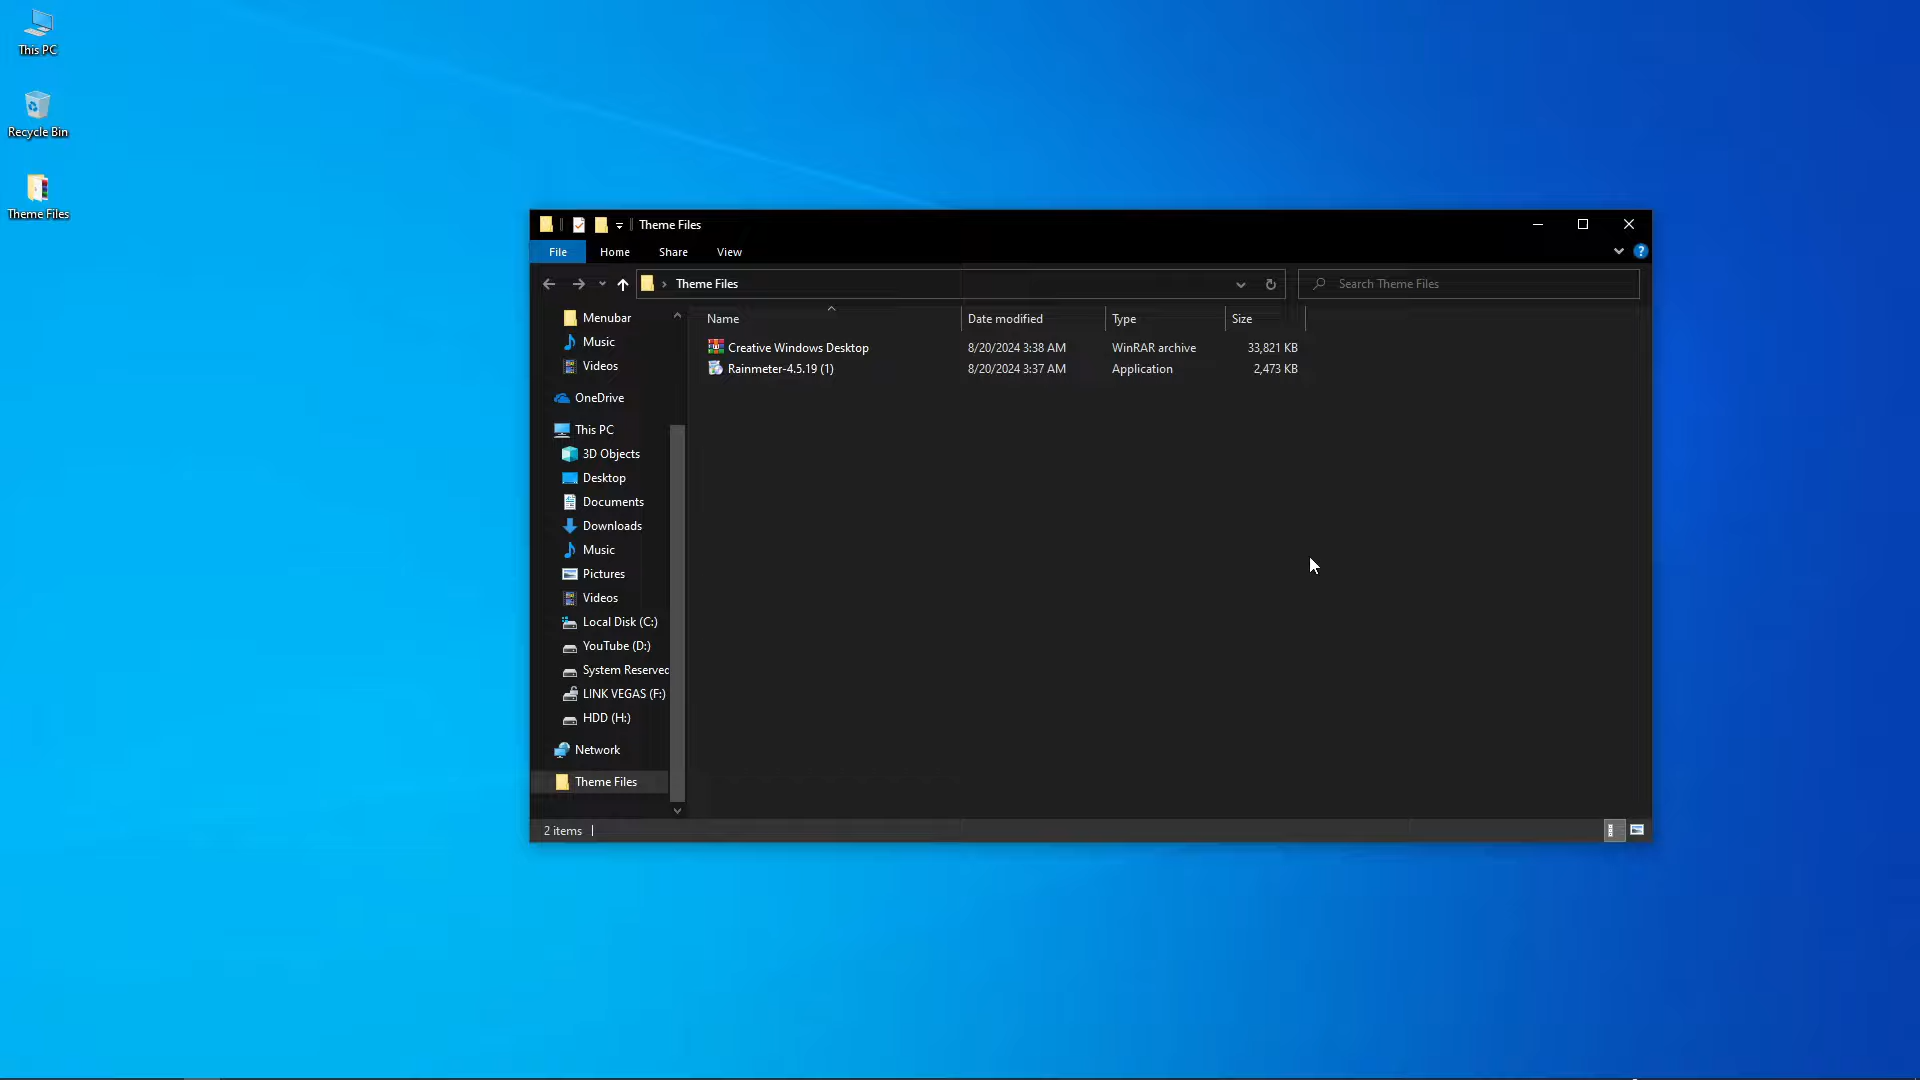 This PC
Recycle Bin
Theme Files
Theme Files
File Home Share View ?
Theme Files Search Theme Files
Name Date modified Type Size
Creative Windows Desktop 8/20/2024 3:38 AM WinRAR archive 33,821 KB
Rainmeter-4.5.19 (1) 8/20/2024 3:37 AM Application 2,473 KB
Menubar
Music
Videos
OneDrive
This PC
3D Objects
Desktop
Documents
Downloads
Music
Pictures
Videos
Local Disk (C:)
YouTube (D:)
System Reserved
LINK VEGAS (F:)
HDD (H:)
Network
Theme Files
2 items